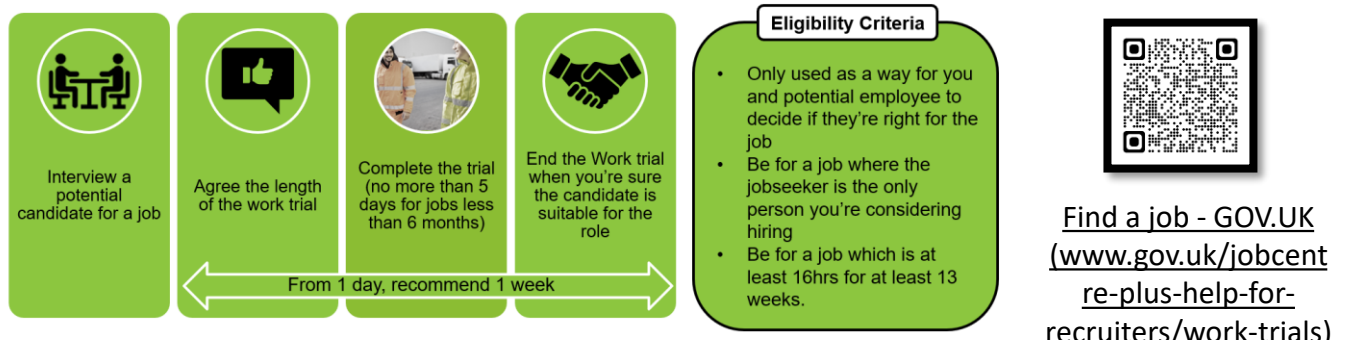 Interview a
potential
candidate for a job
Agree the length
of the work trial
Complete the trial
(no more than 5
days for jobs less
than 6 months)
End the Work trial
when you're sure
the candidate is
suitable for the
role
From 1 day, recommend 1 week
Eligibility Criteria
• Only used as a way for you
and potential employee to
decide if they're right for the
job
• Be for a job where the
jobseeker is the only
person you're considering
hiring
• Be for a job which is at
least 16hrs for at least 13
weeks.
Find a job - GOV.UK
(www.gov.uk/jobcent
re-plus-help-for-
recruiters/work-trials)